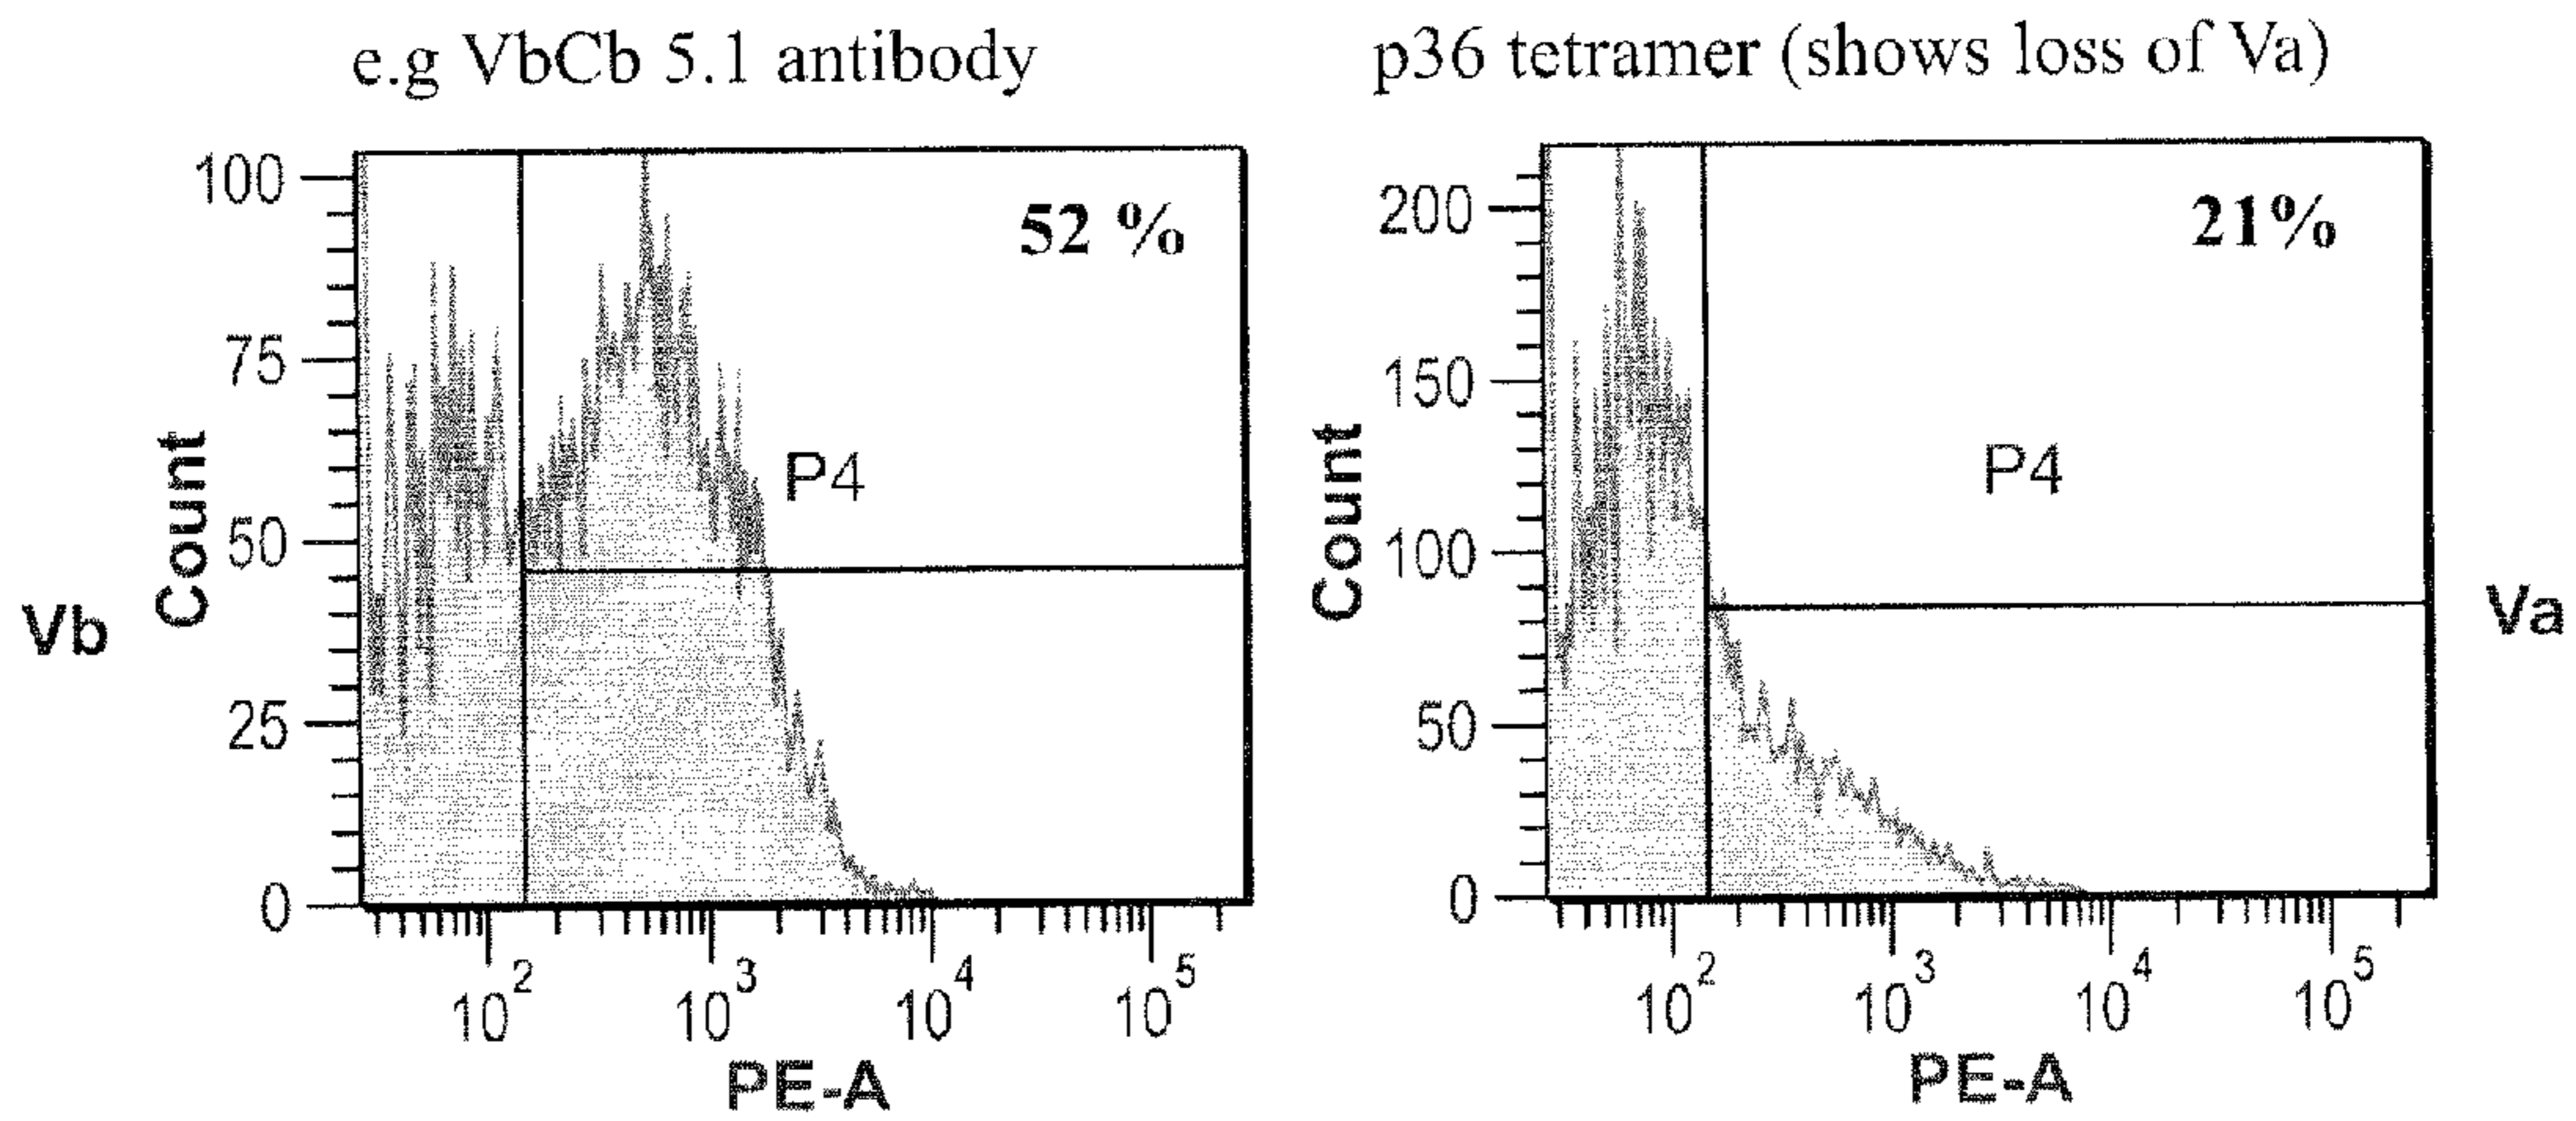 e.g VbCb 5.1 antibody
p36 tetramer (shows loss of Va)
100
75
50
25
0
Count
Vb
52 %
P4
10^2
10^3
10^4
10^5
PE-A
200
150
100
50
0
Count
21%
P4
Va
10^2
10^3
10^4
10^5
PE-A